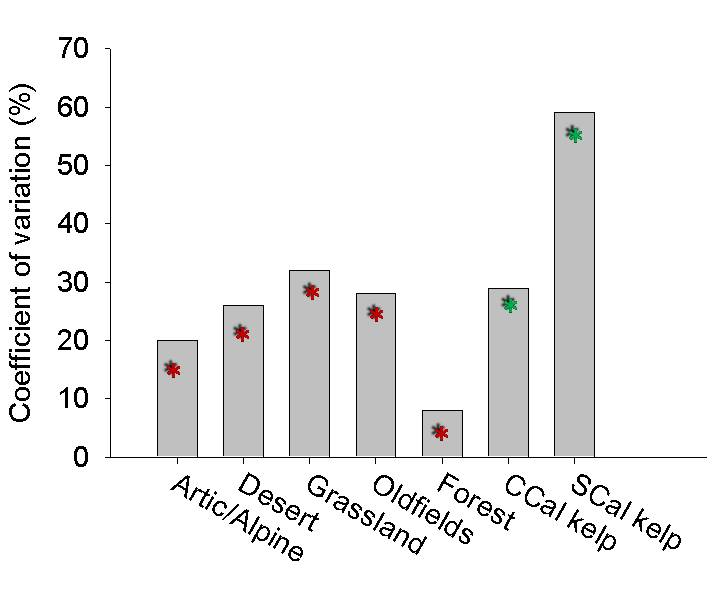 Coefficient of variation (%)
70
60
50
40
30
20
10
0
Artic/Alpine
Desert
Grassland
Oldfields
Forest
CCal kelp
SCal kelp